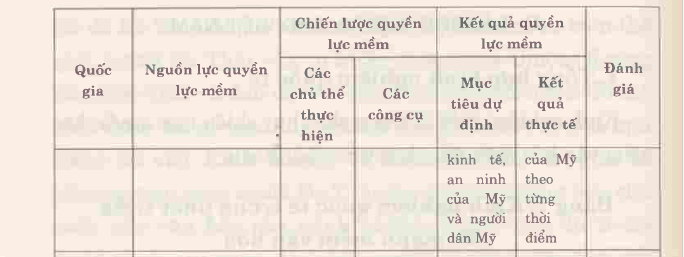 Chiến lược quyền
lực mềm
Kết quả quyền
lực mềm
Quốc
gia
Nguồn lực quyền
lực mềm
Các
chủ thể
thực
hiện
Các
công cụ
Mục
tiêu dự
định
Kết
quả
thực tế
Đánh
giá
kinh tế,
an ninh
của Mỹ
và người
dân Mỹ
của Mỹ
theo
từng
thời
điểm